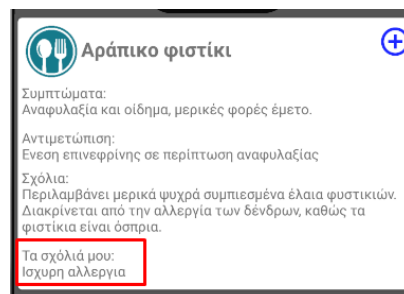 Αράπικο φιστίκι
Συμπτώματα:
Αναφυλαξία και οίδημα, μερικές φορές έμετο.
Αντιμετώπιση:
Ενεση επινεφρίνης σε περίπτωση αναφυλαξίας
Σχόλια:
Περιλαμβάνει μερικά ψυχρά συμπιεσμένα έλαια φυστικιών.
Διακρίνεται από την αλλεργία των δένδρων, καθώς τα
φιστίκια είναι όσπρια.
Τα σχόλιά μου:
Ισχυρη αλλεργια